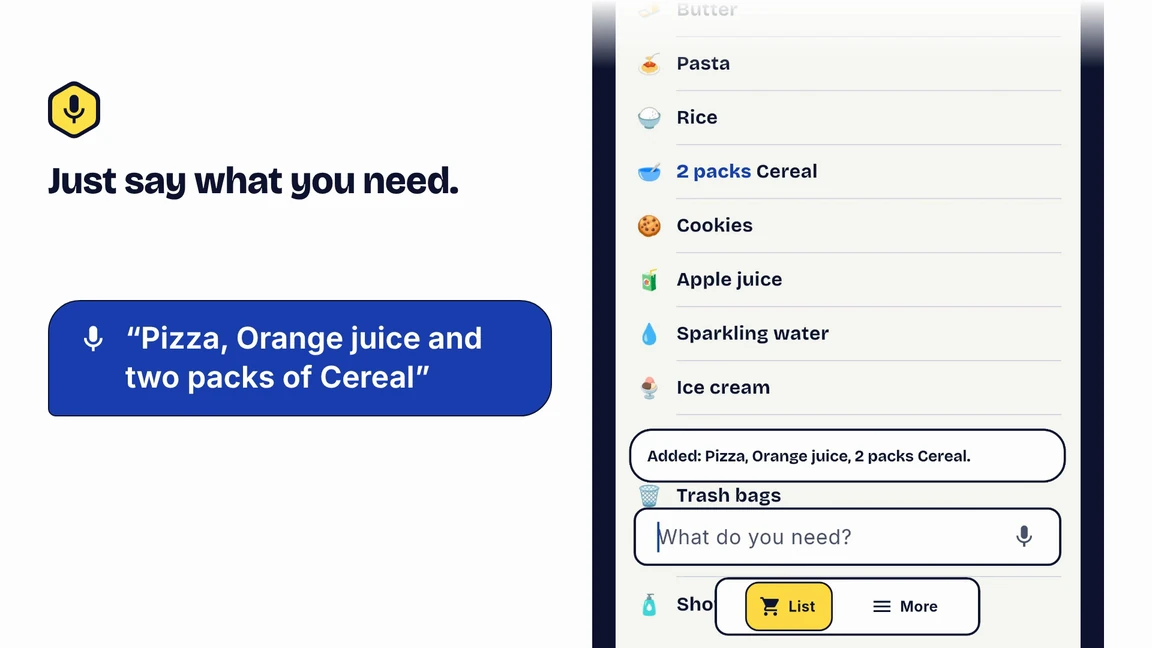 Just say what you need.
“Pizza, Orange juice and
two packs of Cereal”
Butter
Pasta
Rice
2 packs Cereal
Cookies
Apple juice
Sparkling water
Ice cream
Added: Pizza, Orange juice, 2 packs Cereal.
Trash bags
What do you need?
List
More